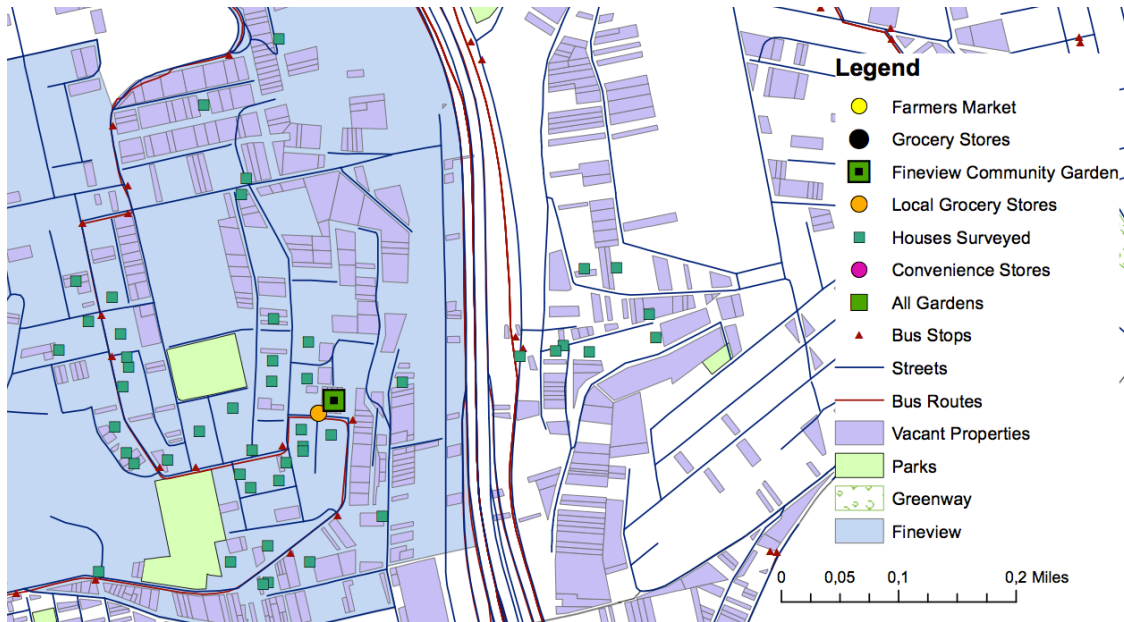 Legend
Farmers Market
Grocery Stores
Fineview Community Garden
Local Grocery Stores
Houses Surveyed
Convenience Stores
All Gardens
Bus Stops
Streets
Bus Routes
Vacant Properties
Parks
Greenway
Fineview
0 0,05 0,1 0,2 Miles